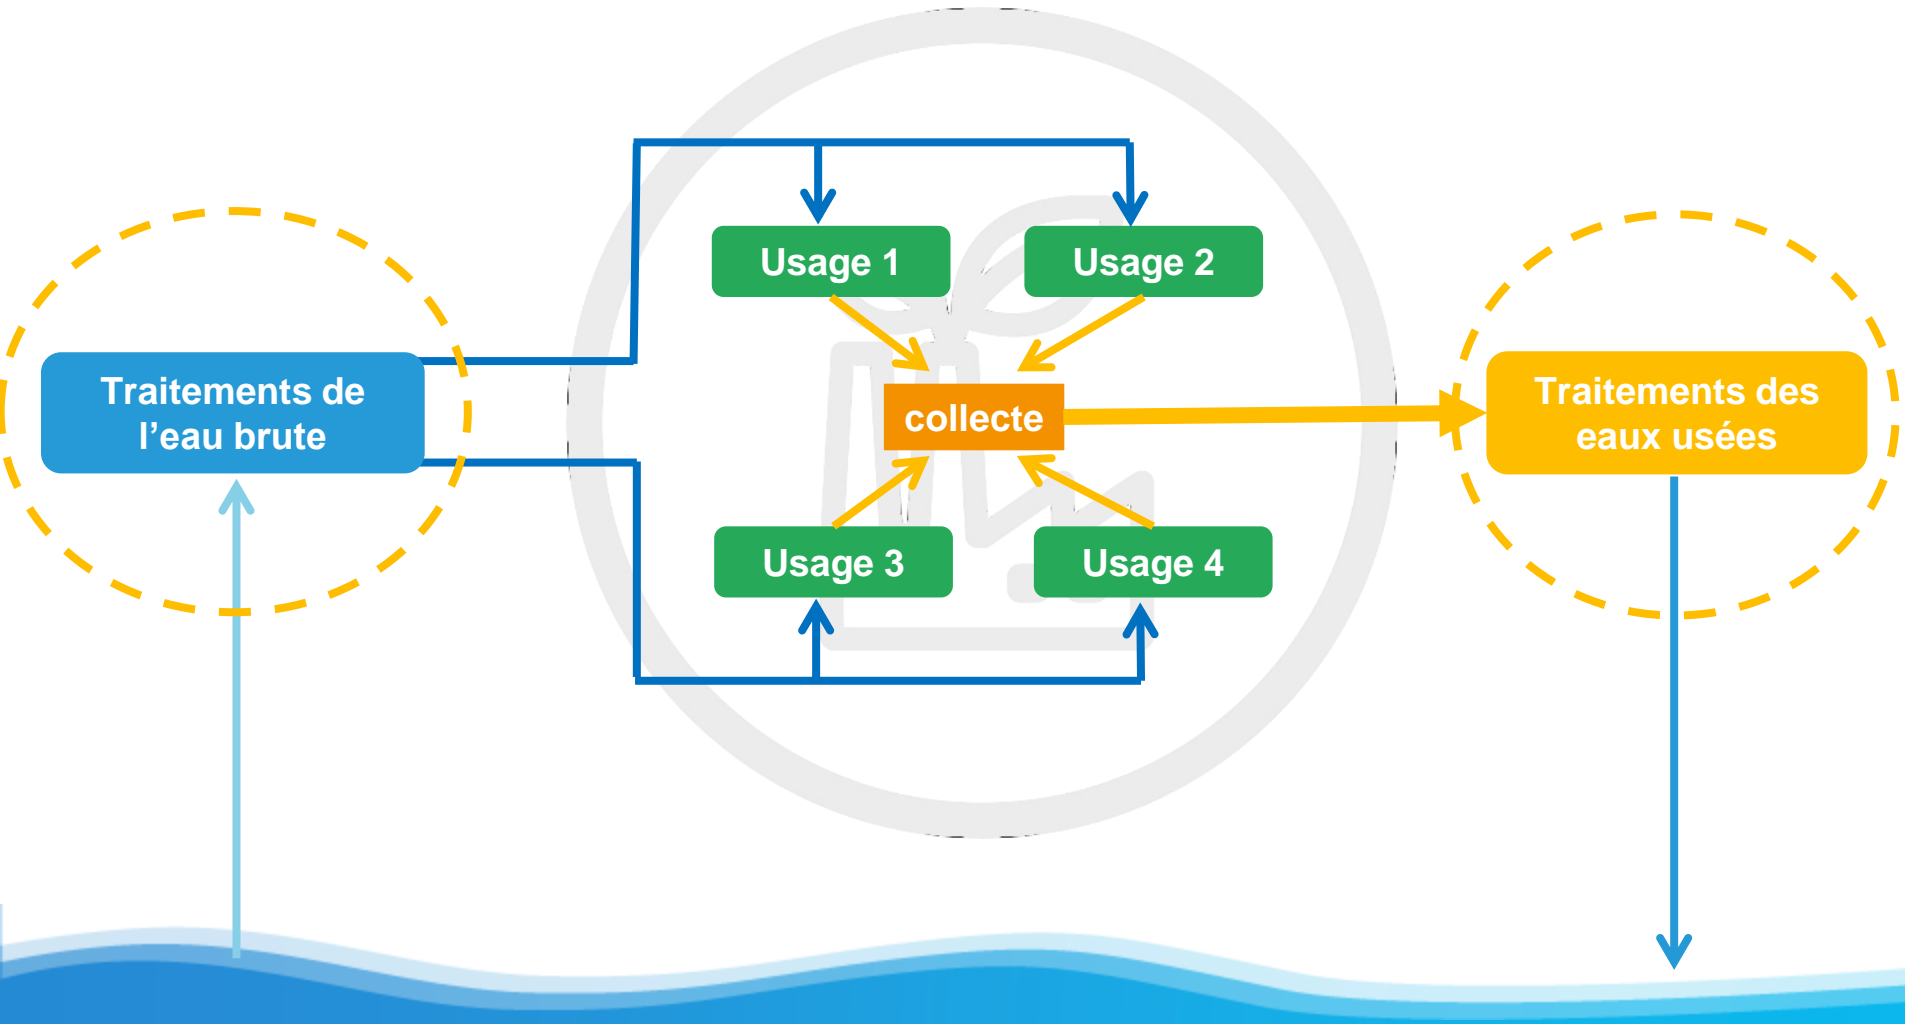 Usage 1
Usage 2
Traitements de
l’eau brute
collecte
Traitements des
eaux usées
Usage 3
Usage 4